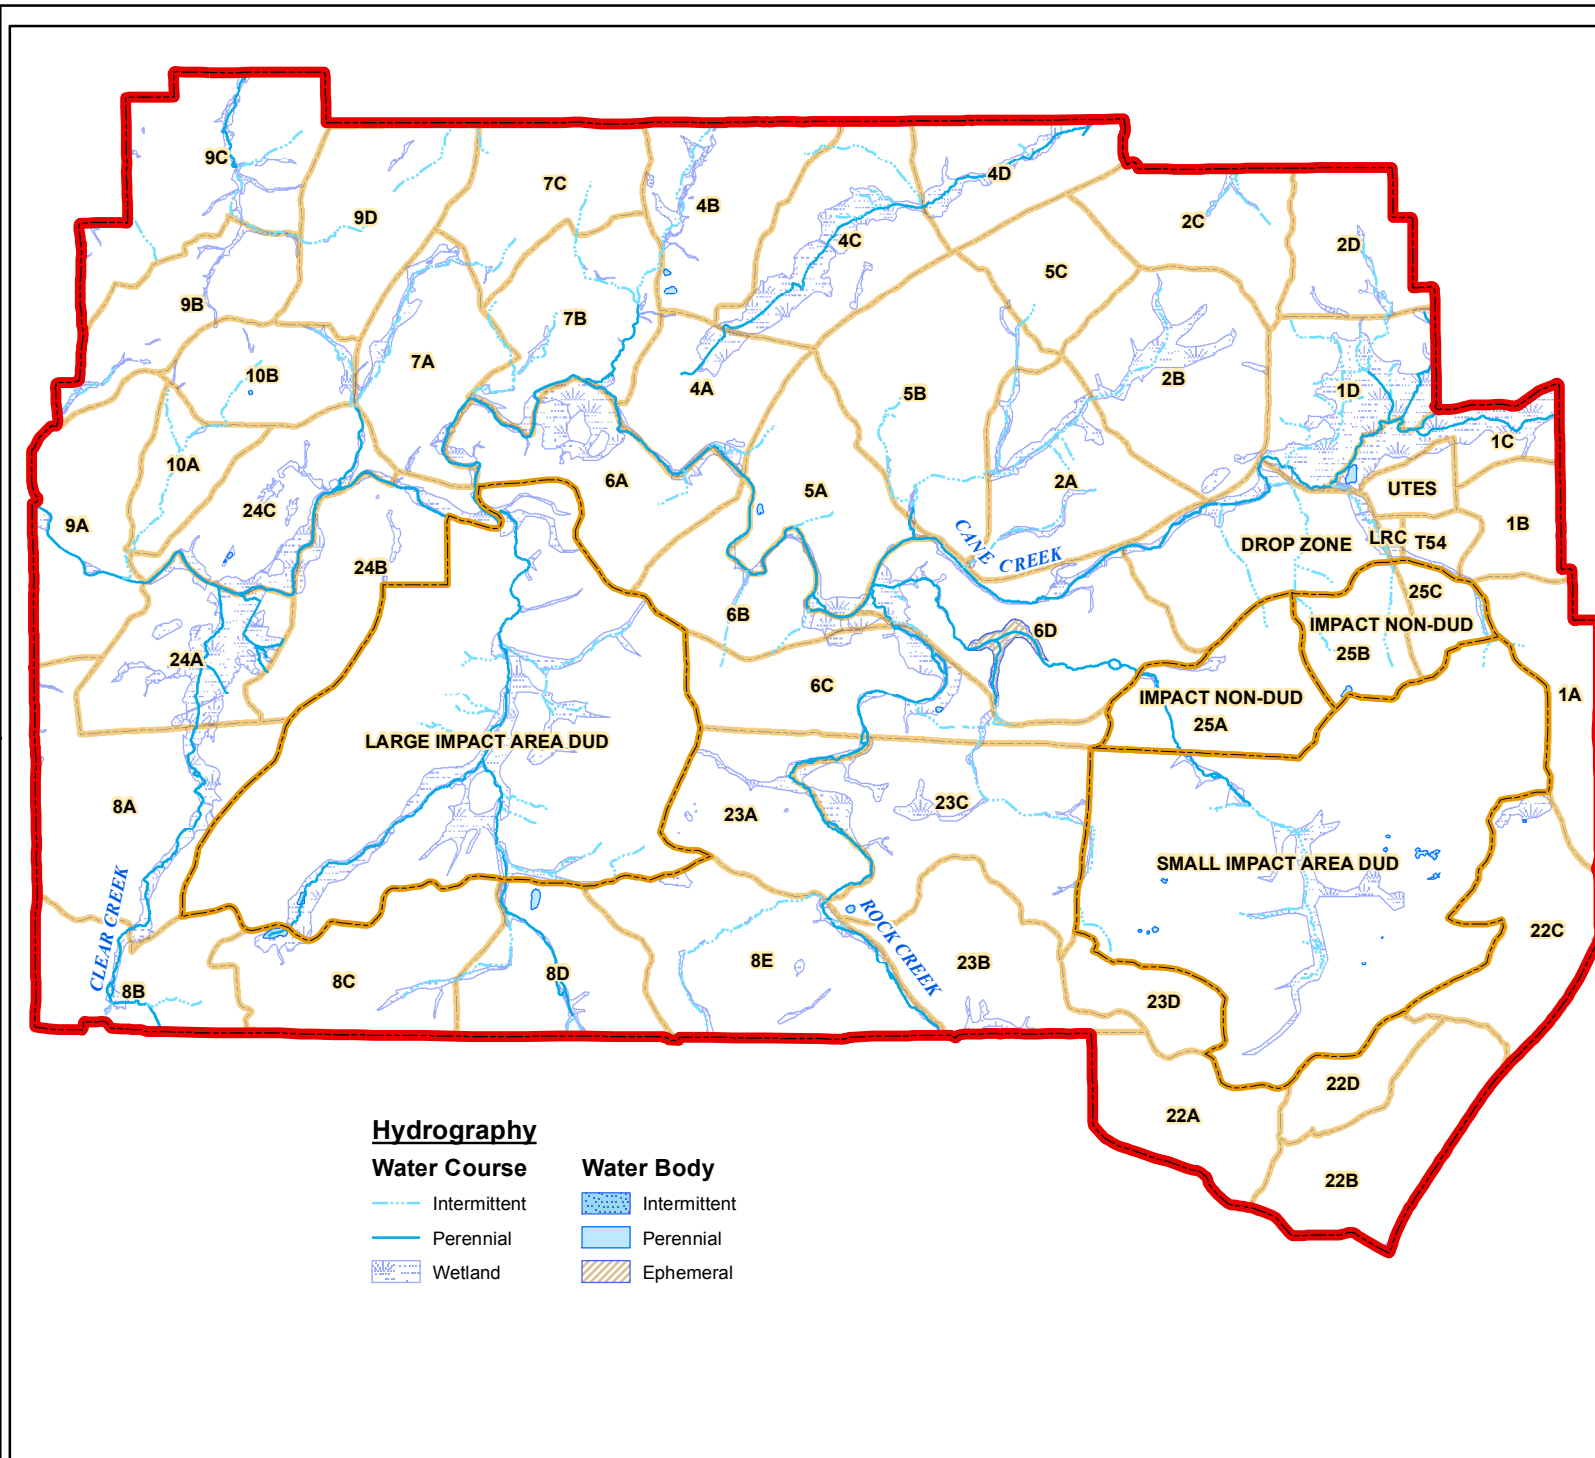 9C
7C
4D
4B
9D
2C
4C
2D
5C
9B
7B
10B
7A
2B
4A
5B
1D
1C
10A
6A
2A
UTES
24C
5A
9A
1B
CANE CREEK
DROP ZONE
LRC
T54
24B
25C
6B
IMPACT NON-DUD
25B
6D
24A
6C
IMPACT NON-DUD
25A
1A
LARGE IMPACT AREA DUD
8A
23A
23C
SMALL IMPACT AREA DUD
CLEAR CREEK
ROCK CREEK
22C
8B
8C
8D
8E
23B
23D
22D
22A
22B
Hydrography
Water Course
Water Body
Intermittent
Intermittent
Perennial
Perennial
Wetland
Ephemeral